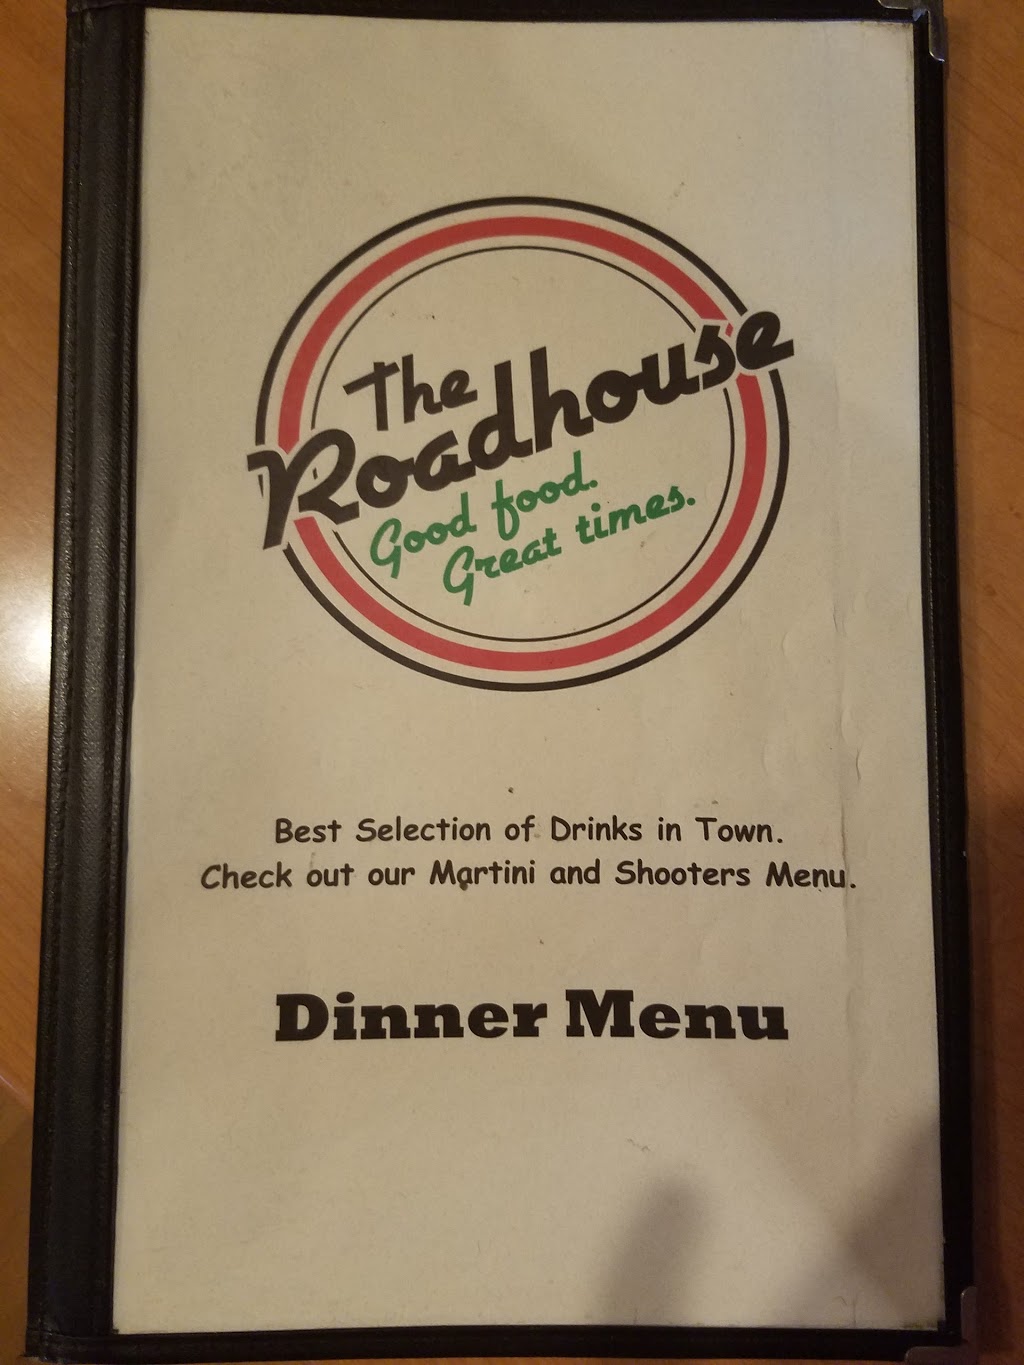 The
Roadhouse
Good food.
Great times.
Best Selection of Drinks in Town.
Check out our Martini and Shooters Menu.
Dinner Menu